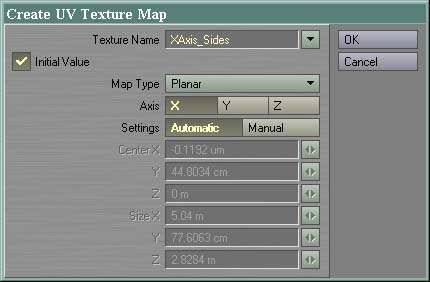 Create UV Texture Map
Texture Name XAxis_Sides OK
Initial Value Cancel
Map Type Planar
Axis X Y Z
Settings Automatic Manual
Center X -0.1192 um
Y 44.8034 cm
Z 0 m
Size X 5.04 m
Y 77.6063 cm
Z 2.8284 m